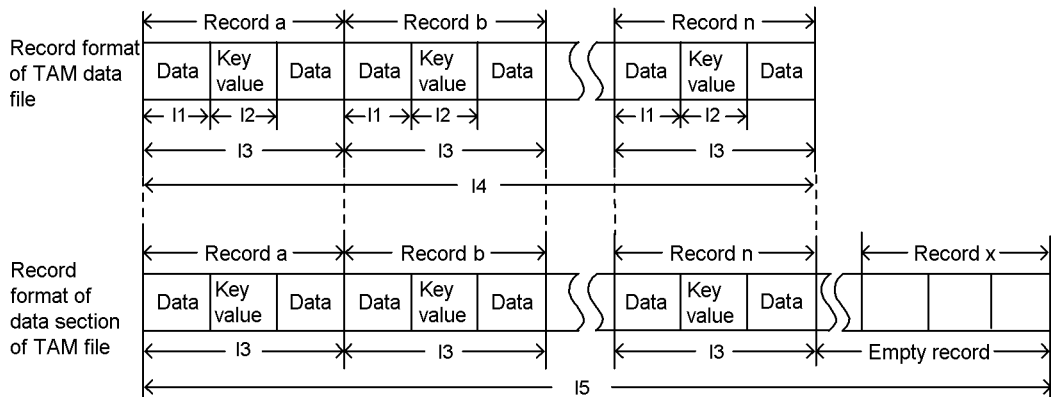 Record a Record b Record n
Record format of TAM data file
Data Key value Data Data Key value Data Data Key value Data
l1 l2 l1 l2 l1 l2
l3 l3 l3
l4
Record a Record b Record n Record x
Record format of data section of TAM file
Data Key value Data Data Key value Data Data Key value Data
l3 l3 l3 Empty record
l5